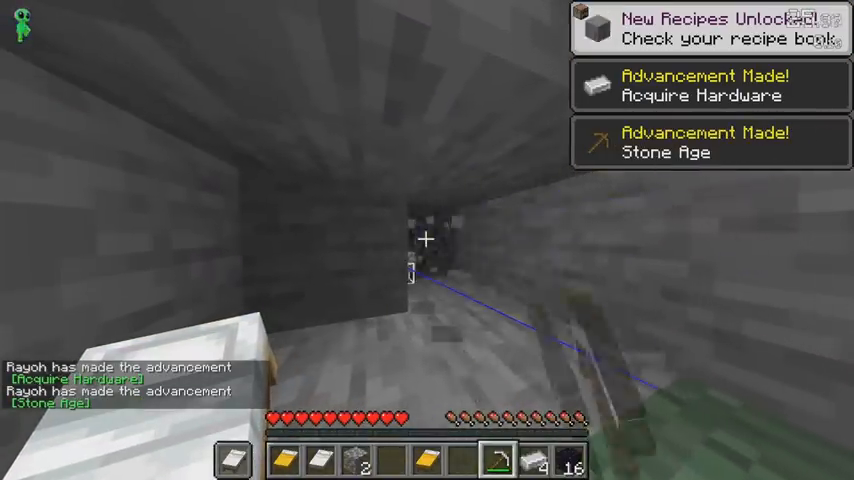 New Recipes Unlocked!
Check your recipe book
Advancement Made!
Acquire Hardware
Advancement Made!
Stone Age
Rayoh has made the advancement
[Acquire Hardware]
Rayoh has made the advancement
[Stone Age]
2
4
16